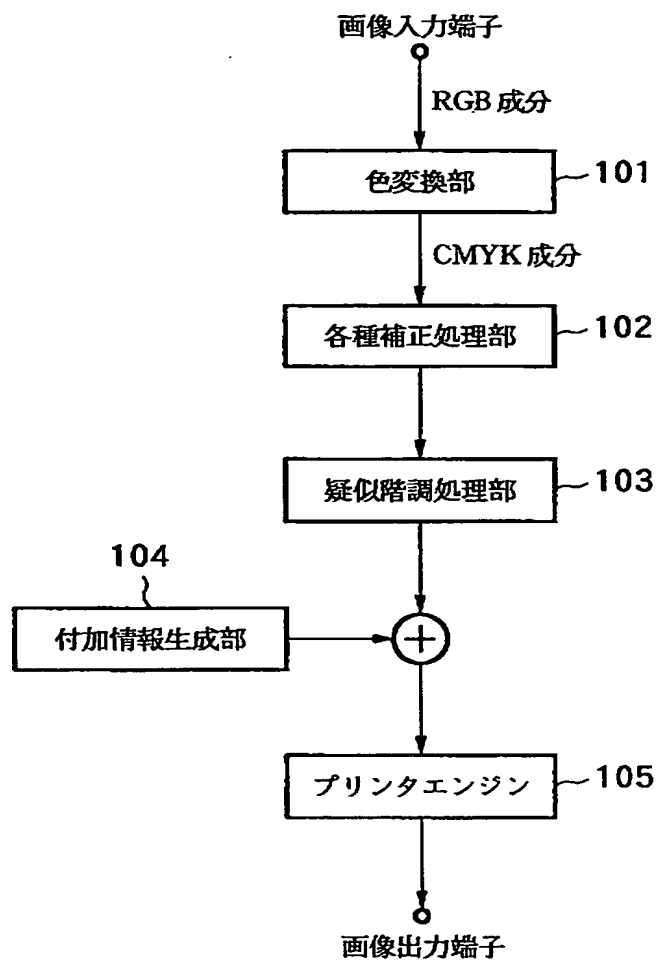 画像入力端子
RGB 成分
色変換部
101
CMYK 成分
各種補正処理部
102
疑似階調処理部
103
104
付加情報生成部
プリンタエンジン
105
画像出力端子